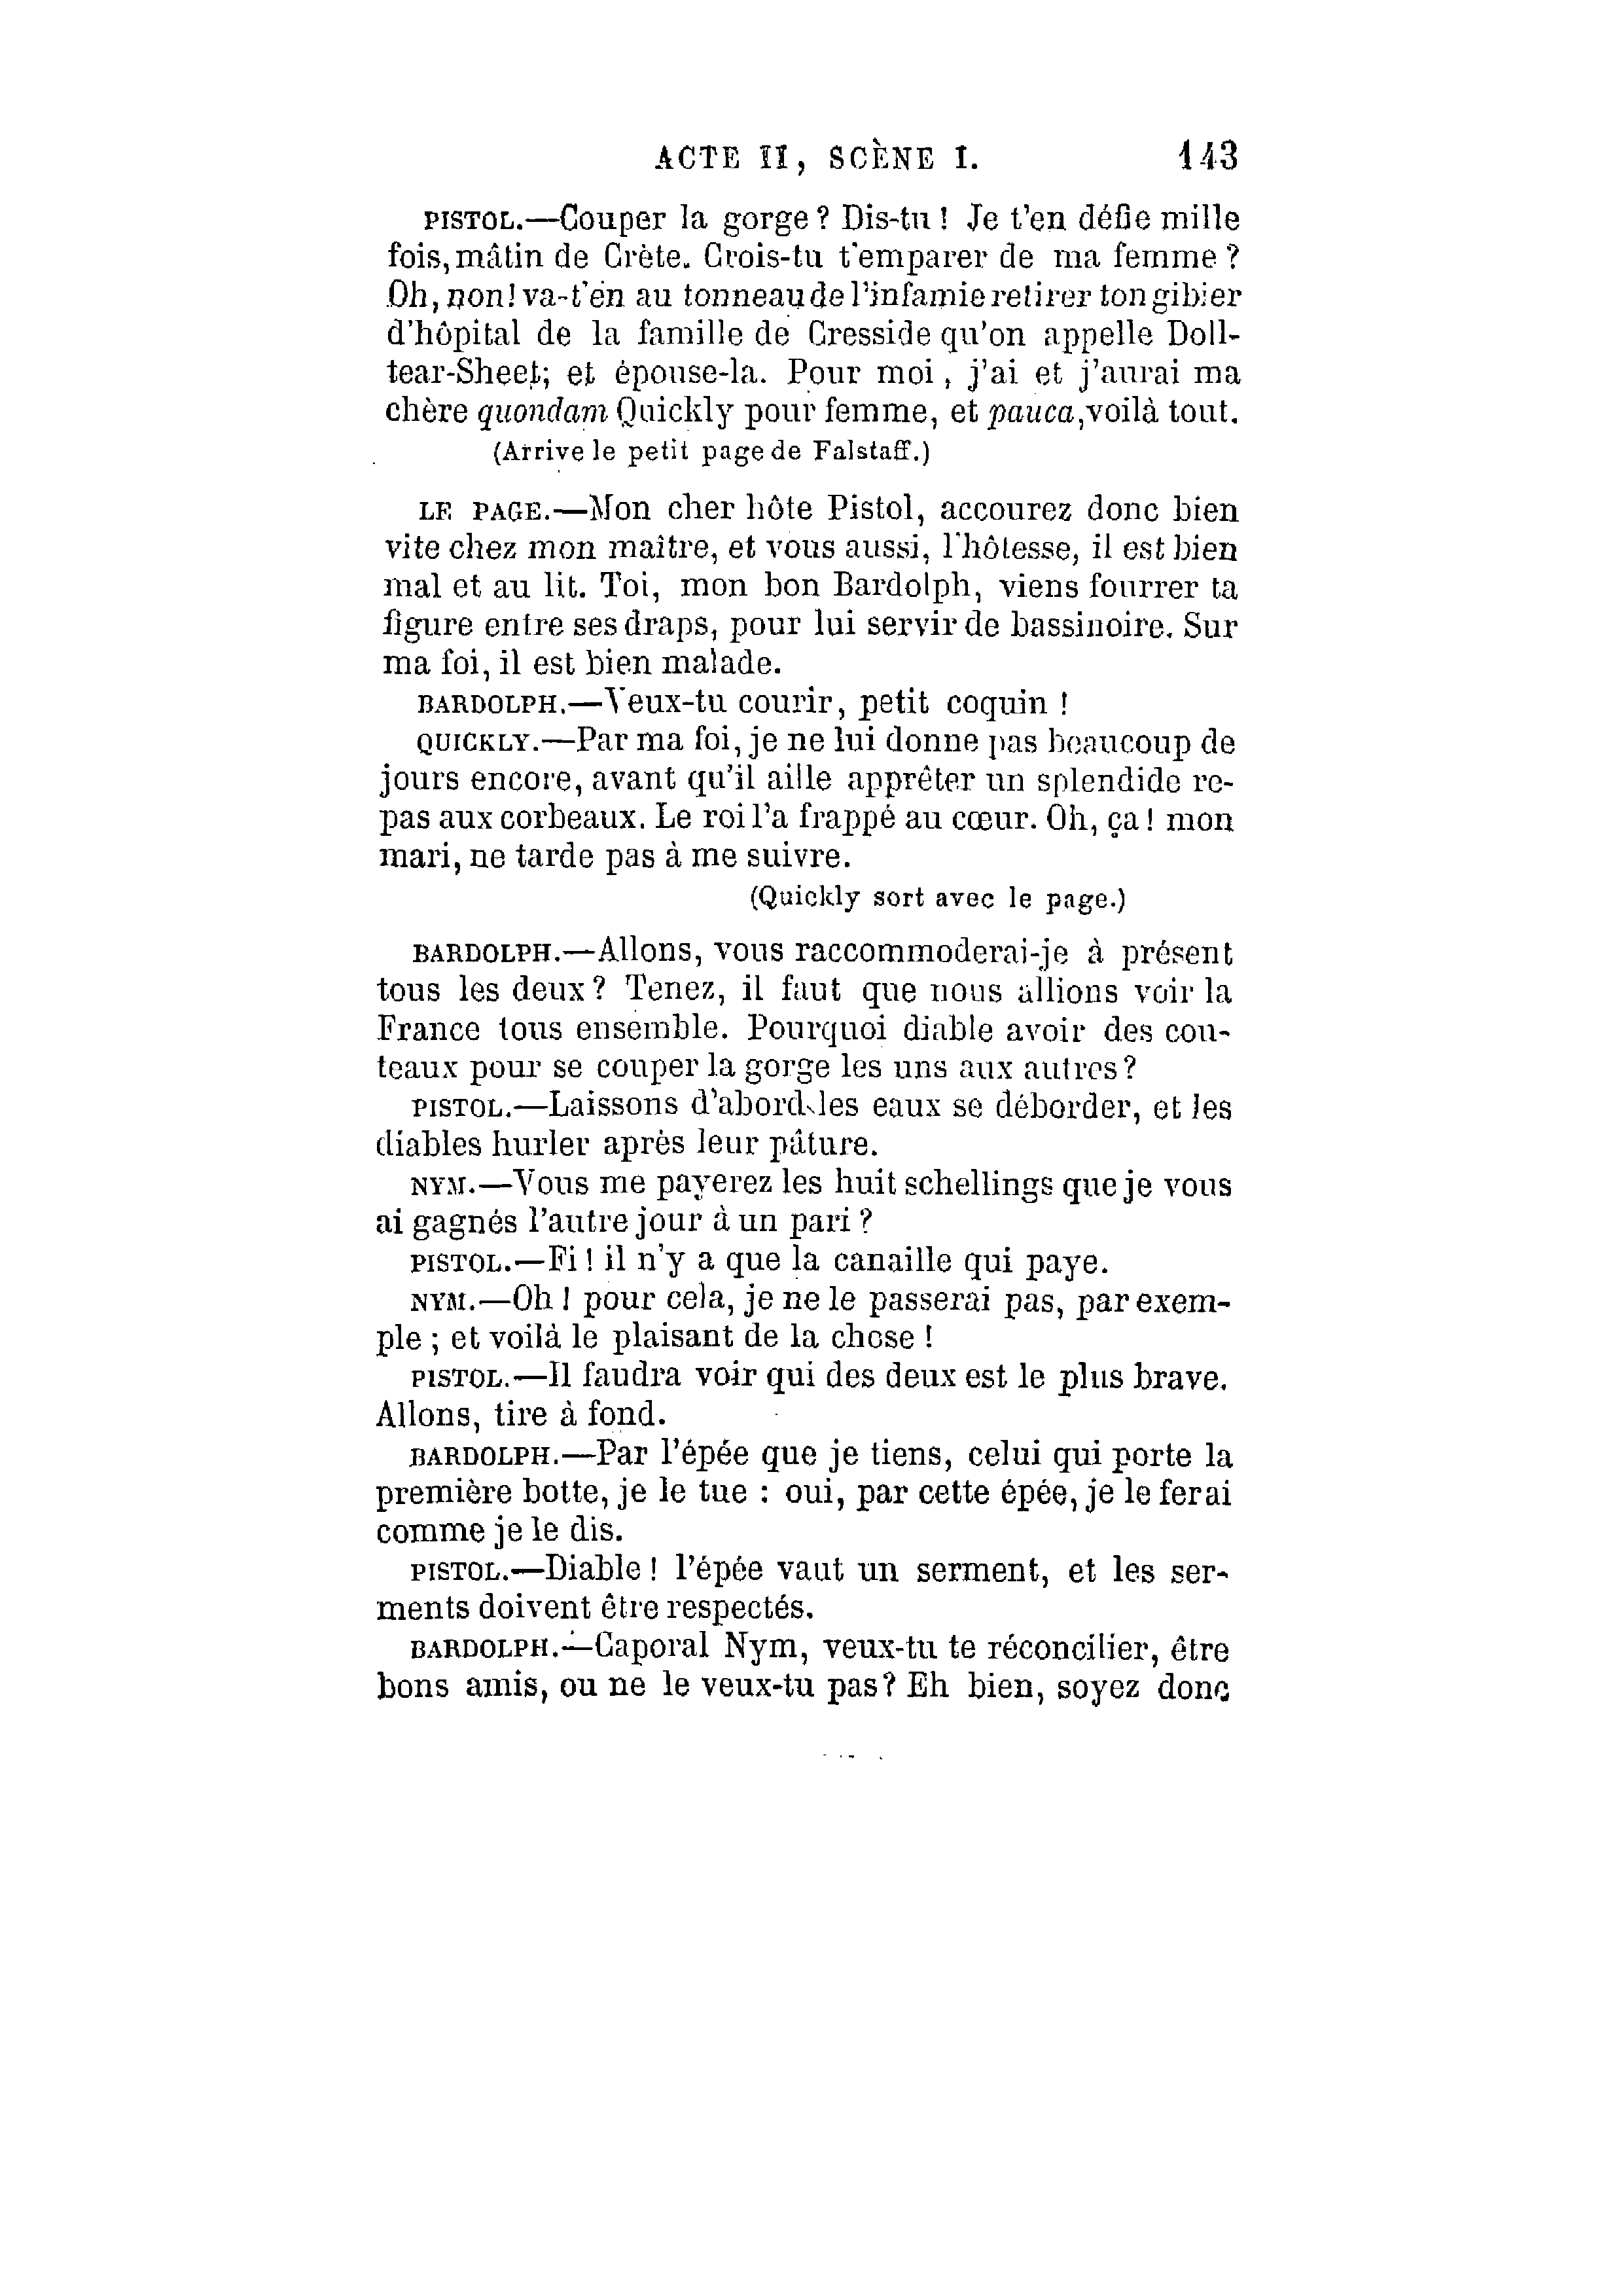 ACTE II, SCÈNE I. 143
PISTOL.—Couper la gorge ? Dis-tu ! Je t'en défie mille
fois, mâtin de Crète. Crois-tu t'emparer de ma femme ?
Oh, non! va-t'en au tonneau de l'infamie retirer ton gibier
d'hôpital de la famille de Cresside qu'on appelle Doll-
tear-Sheet; et épouse-la. Pour moi, j'ai et j'aurai ma
chère quondam Quickly pour femme, et pauca, voilà tout.
(Arrive le petit page de Falstaff.)
LE PAGE.—Mon cher hôte Pistol, accourez donc bien
vite chez mon maître, et vous aussi, l'hôtesse, il est bien
mal et au lit. Toi, mon bon Bardolph, viens fourrer ta
figure entre ses draps, pour lui servir de bassinoire. Sur
ma foi, il est bien malade.
BARDOLPH.—Veux-tu courir, petit coquin !
QUICKLY.—Par ma foi, je ne lui donne pas beaucoup de
jours encore, avant qu'il aille apprêter un splendide re-
pas aux corbeaux. Le roi l'a frappé au cœur. Oh, ça ! mon
mari, ne tarde pas à me suivre.
(Quickly sort avec le page.)
BARDOLPH.—Allons, vous raccommoderai-je à présent
tous les deux ? Tenez, il faut que nous allions voir la
France tous ensemble. Pourquoi diable avoir des cou-
teaux pour se couper la gorge les uns aux autres ?
PISTOL.—Laissons d'abord les eaux se déborder, et les
diables hurler après leur pâture.
NYM.—Vous me payerez les huit schellings que je vous
ai gagnés l'autre jour à un pari ?
PISTOL.—Fi ! il n'y a que la canaille qui paye.
NYM.—Oh ! pour cela, je ne le passerai pas, par exem-
ple ; et voilà le plaisant de la chose !
PISTOL.—Il faudra voir qui des deux est le plus brave.
Allons, tire à fond.
BARDOLPH.—Par l'épée que je tiens, celui qui porte la
première botte, je le tue : oui, par cette épée, je le ferai
comme je le dis.
PISTOL.—Diable ! l'épée vaut un serment, et les ser-
ments doivent être respectés.
BARDOLPH.—Caporal Nym, veux-tu te réconcilier, être
bons amis, ou ne le veux-tu pas ? Eh bien, soyez donc